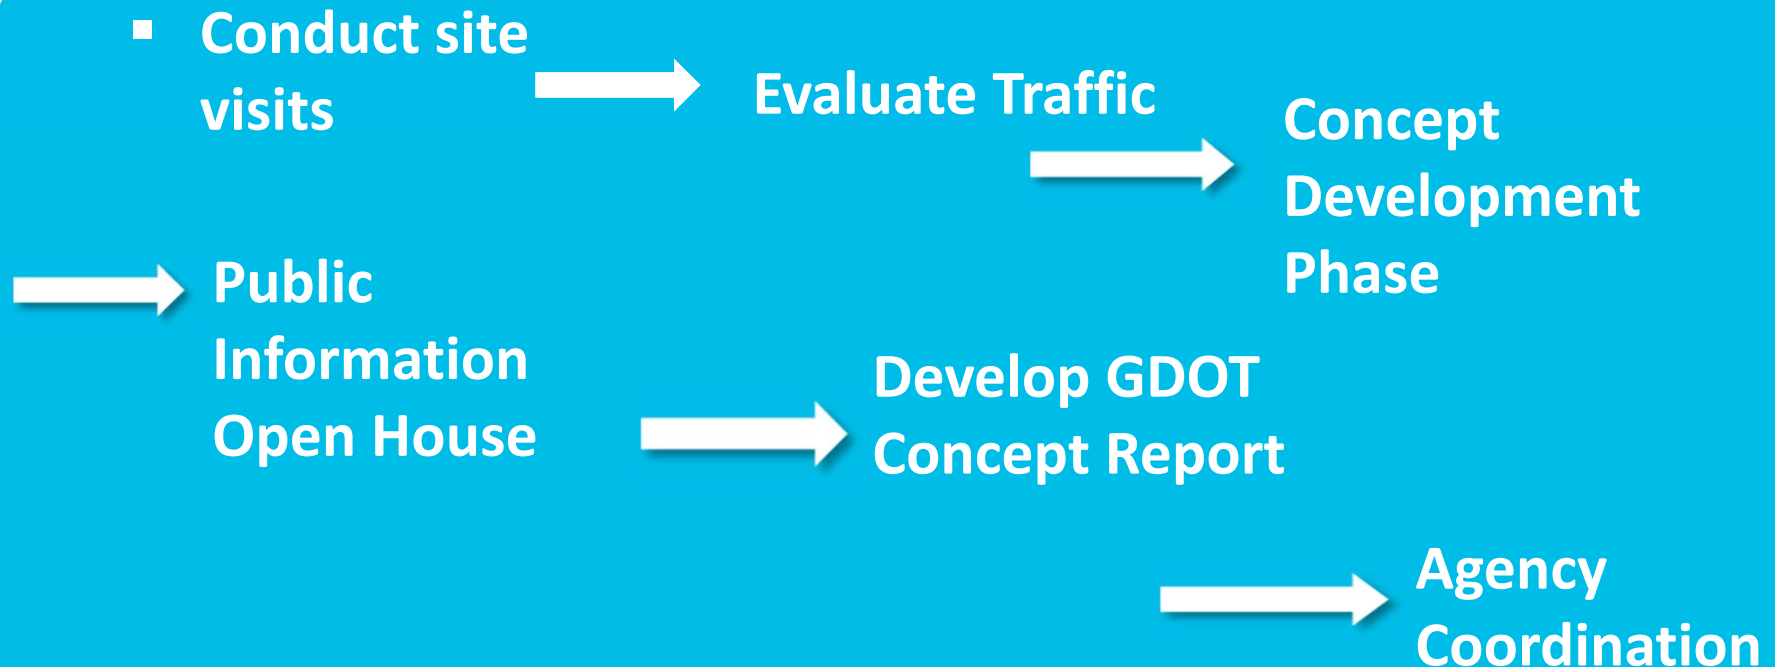 ▪ Conduct site
visits
Evaluate Traffic
Concept
Development
Phase
Public
Information
Open House
Develop GDOT
Concept Report
Agency
Coordination